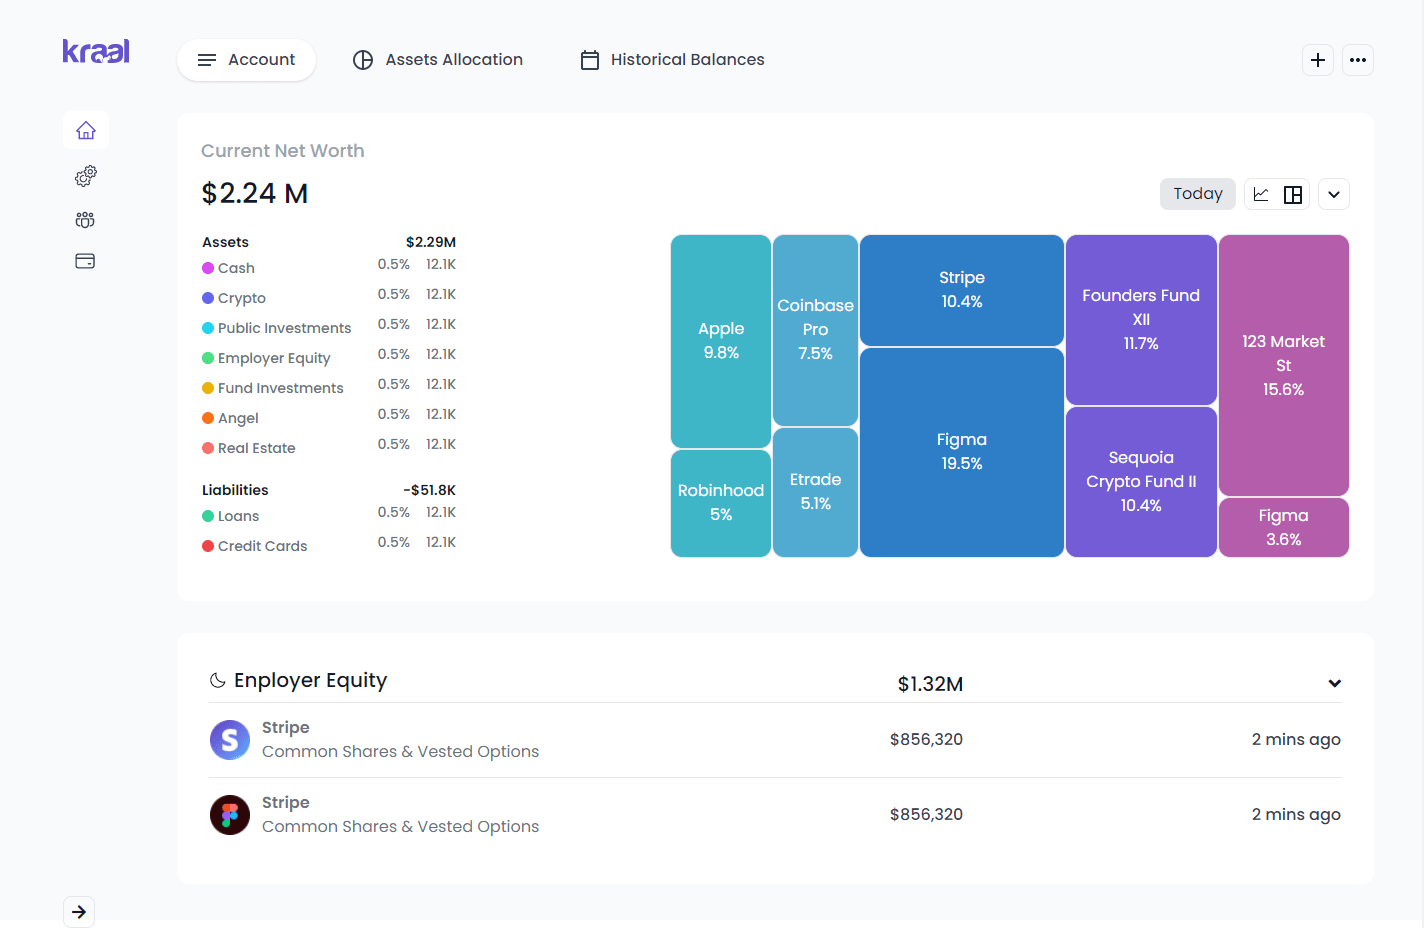 kraal
Account
Assets Allocation
Historical Balances
Current Net Worth
$2.24 M
Today
Assets $2.29M
Cash 0.5% 12.1K
Crypto 0.5% 12.1K
Public Investments 0.5% 12.1K
Employer Equity 0.5% 12.1K
Fund Investments 0.5% 12.1K
Angel 0.5% 12.1K
Real Estate 0.5% 12.1K
Liabilities -$51.8K
Loans 0.5% 12.1K
Credit Cards 0.5% 12.1K
Apple
9.8%
Robinhood
5%
Coinbase
Pro
7.5%
Etrade
5.1%
Stripe
10.4%
Figma
19.5%
Founders Fund
XII
11.7%
Sequoia
Crypto Fund II
10.4%
123 Market
St
15.6%
Figma
3.6%
Enployer Equity $1.32M
S
Stripe
Common Shares & Vested Options
$856,320
2 mins ago
Stripe
Common Shares & Vested Options
$856,320
2 mins ago